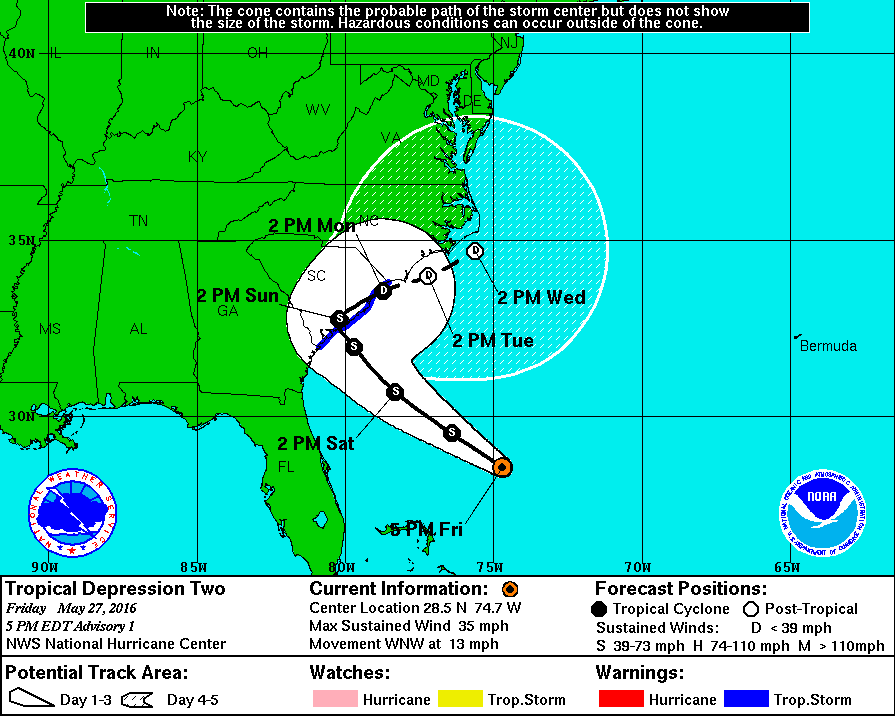 Note: The cone contains the probable path of the storm center but does not show
the size of the storm. Hazardous conditions can occur outside of the cone.
NJ
40N IL IN OH
MD
DE
WV
VA
KY
TN
2 PM Mon NC
35N
SC
2 PM Sun
GA
2 PM Wed
MS AL
2 PM Tue
Bermuda
S
S
S
S
D
D
D
30N
2 PM Sat
FL
5 PM Fri
NATIONAL WEATHER SERVICE
NOAA
NATIONAL OCEANIC AND ATMOSPHERIC ADMINISTRATION
U.S. DEPARTMENT OF COMMERCE
90W 85W 80W 75W 70W 65W
Tropical Depression Two
Friday May 27, 2016
5 PM EDT Advisory 1
NWS National Hurricane Center
Current Information:
Center Location 28.5 N 74.7 W
Max Sustained Wind 35 mph
Movement WNW at 13 mph
Forecast Positions:
Tropical Cyclone Post-Tropical
Sustained Winds: D < 39 mph
S 39-73 mph H 74-110 mph M > 110mph
Potential Track Area:
Day 1-3 Day 4-5
Watches:
Hurricane Trop.Storm
Warnings:
Hurricane Trop.Storm